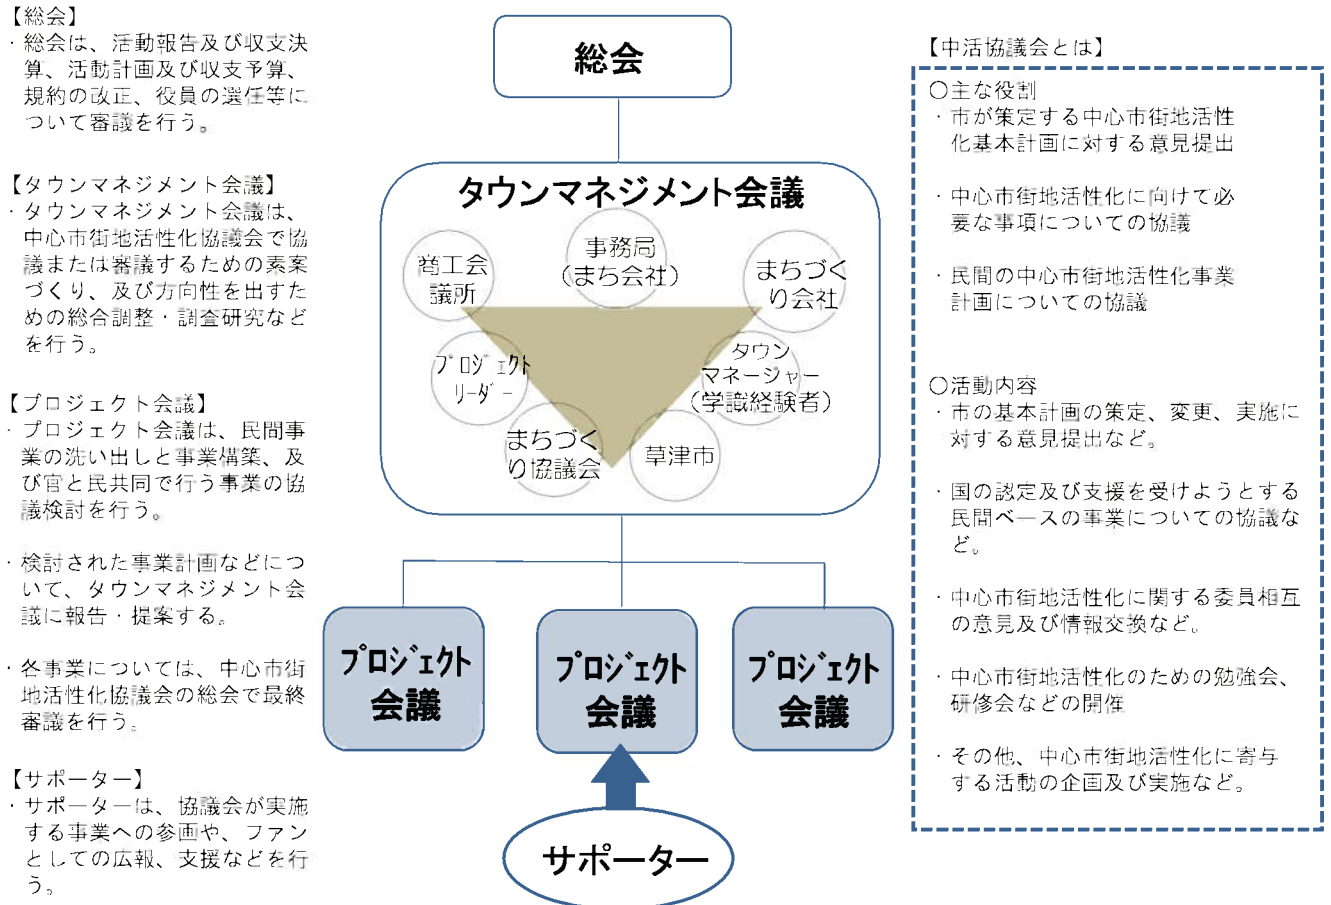 【総会】
・総会は、活動報告及び収支決
算、活動計画及び収支予算、
規約の改正、役員の選任等に
ついて審議を行う。
【タウンマネジメント会議】
・タウンマネジメント会議は、
中心市街地活性化協議会で協
議または審議するための素案
づくり、及び方向性を出すた
めの総合調整・調査研究など
を行う。
【プロジェクト会議】
・プロジェクト会議は、民間事
業の洗い出しと事業構築、及
び官と民共同で行う事業の協
議検討を行う。
・検討された事業計画などにつ
いて、タウンマネジメント会
議に報告・提案する。
・各事業については、中心市街
地活性化協議会の総会で最終
審議を行う。
【サポーター】
・サポーターは、協議会が実施
する事業への参画や、ファン
としての広報、支援などを行
う。
総会
タウンマネジメント会議
事務局
(まち会社)
商工会
議所
まちづく
り会社
プロジェクト
リーダー
タウン
マネージャー
(学識経験者)
まちづく
り協議会
草津市
プロジェクト
会議
プロジェクト
会議
プロジェクト
会議
サポーター
【中活協議会とは】
〇主な役割
・市が策定する中心市街地活性
化基本計画に対する意見提出
・中心市街地活性化に向けて必
要な事項についての協議
・民間の中心市街地活性化事業
計画についての協議
〇活動内容
・市の基本計画の策定、変更、実施に
対する意見提出など。
・国の認定及び支援を受けようとする
民間ベースの事業についての協議な
ど。
・中心市街地活性化に関する委員相互
の意見及び情報交換など。
・中心市街地活性化のための勉強会、
研修会などの開催
・その他、中心市街地活性化に寄与
する活動の企画及び実施など。